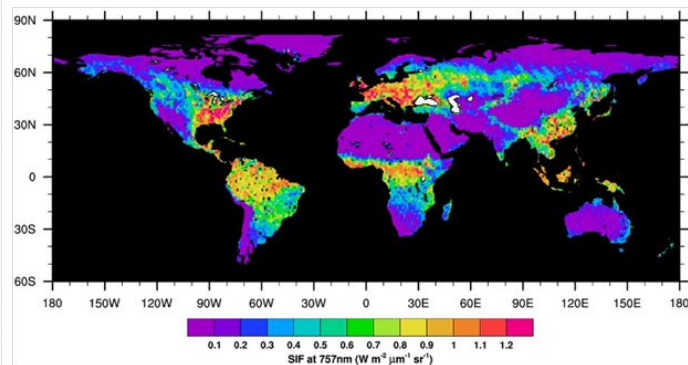 90N
60N
30N
0
30S
60S
180 150W 120W 90W 60W 30W 0 30E 60E 90E 120E 150E 180
0.1 0.2 0.3 0.4 0.5 0.6 0.7 0.8 0.9 1 1.1 1.2
SIF at 757nm (W m⁻² μm⁻¹ sr⁻¹)